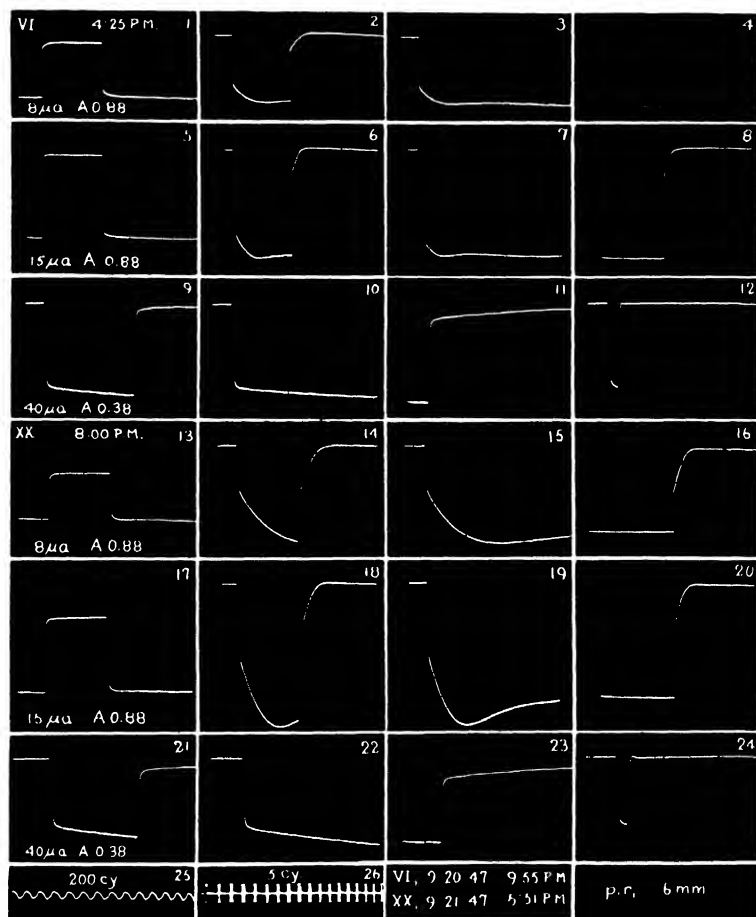 VI 4:25 P.M. 1
2
3
4
8μa A 0.88
5
6
7
8
15μa A 0.88
9
10
11
12
40μa A 0.38
XX 8:00 P.M. 13
14
15
16
8μa A 0.88
17
18
19
20
15μa A 0.88
21
22
23
24
40μa A 0.38
200 cy 25
5 cy 26
VI, 9 20 47 9:55 P.M
XX, 9 21 47 5:31 P.M
p.r, 6 mm